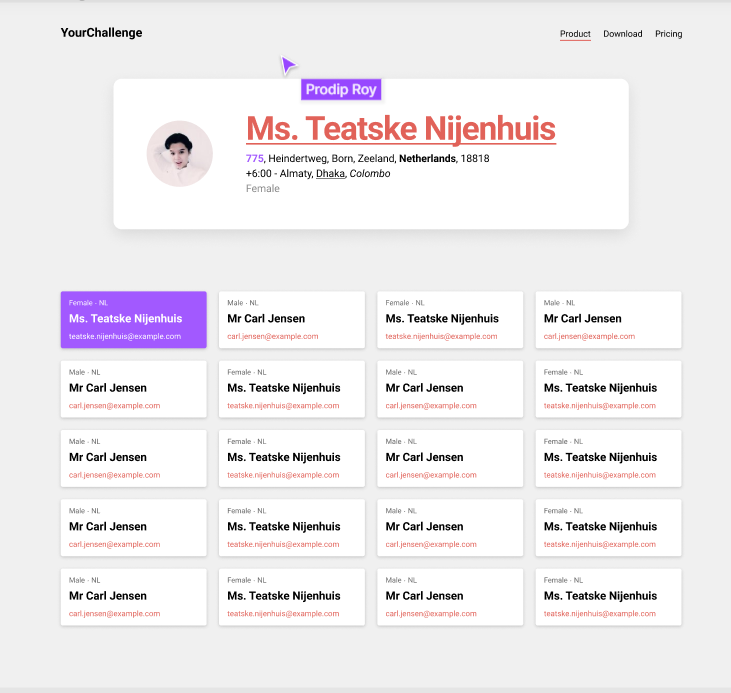 YourChallenge
Product Download Pricing
Prodip Roy
Ms. Teatske Nijenhuis
775, Heindertweg, Born, Zeeland, Netherlands, 18818
+6:00 - Almaty, Dhaka, Colombo
Female
Female · NL
Ms. Teatske Nijenhuis
teatske.nijenhuis@example.com
Male · NL
Mr Carl Jensen
carl.jensen@example.com
Female · NL
Ms. Teatske Nijenhuis
teatske.nijenhuis@example.com
Male · NL
Mr Carl Jensen
carl.jensen@example.com
Male · NL
Mr Carl Jensen
carl.jensen@example.com
Female · NL
Ms. Teatske Nijenhuis
teatske.nijenhuis@example.com
Male · NL
Mr Carl Jensen
carl.jensen@example.com
Female · NL
Ms. Teatske Nijenhuis
teatske.nijenhuis@example.com
Male · NL
Mr Carl Jensen
carl.jensen@example.com
Female · NL
Ms. Teatske Nijenhuis
teatske.nijenhuis@example.com
Male · NL
Mr Carl Jensen
carl.jensen@example.com
Female · NL
Ms. Teatske Nijenhuis
teatske.nijenhuis@example.com
Male · NL
Mr Carl Jensen
carl.jensen@example.com
Female · NL
Ms. Teatske Nijenhuis
teatske.nijenhuis@example.com
Male · NL
Mr Carl Jensen
carl.jensen@example.com
Female · NL
Ms. Teatske Nijenhuis
teatske.nijenhuis@example.com
Male · NL
Mr Carl Jensen
carl.jensen@example.com
Female · NL
Ms. Teatske Nijenhuis
teatske.nijenhuis@example.com
Male · NL
Mr Carl Jensen
carl.jensen@example.com
Female · NL
Ms. Teatske Nijenhuis
teatske.nijenhuis@example.com